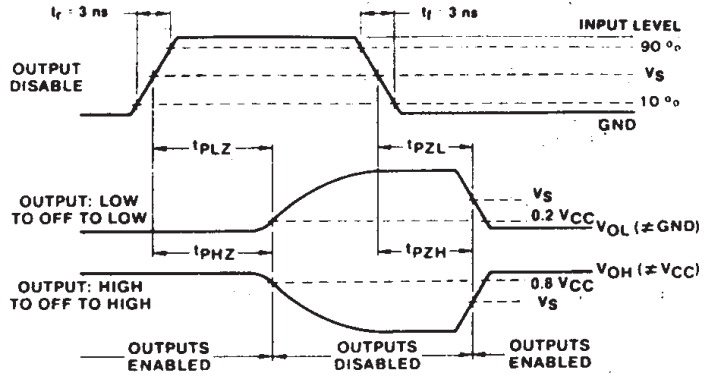 tr = 3 ns
tf = 3 ns
INPUT LEVEL
90 %
OUTPUT
DISABLE
VS
10 %
GND
tPLZ
tPZL
OUTPUT: LOW
TO OFF TO LOW
VS
0.2 VCC
VOL (≠ GND)
tPHZ
tPZH
OUTPUT: HIGH
TO OFF TO HIGH
VOH (≠ VCC)
0.8 VCC
VS
OUTPUTS
ENABLED
OUTPUTS
DISABLED
OUTPUTS
ENABLED